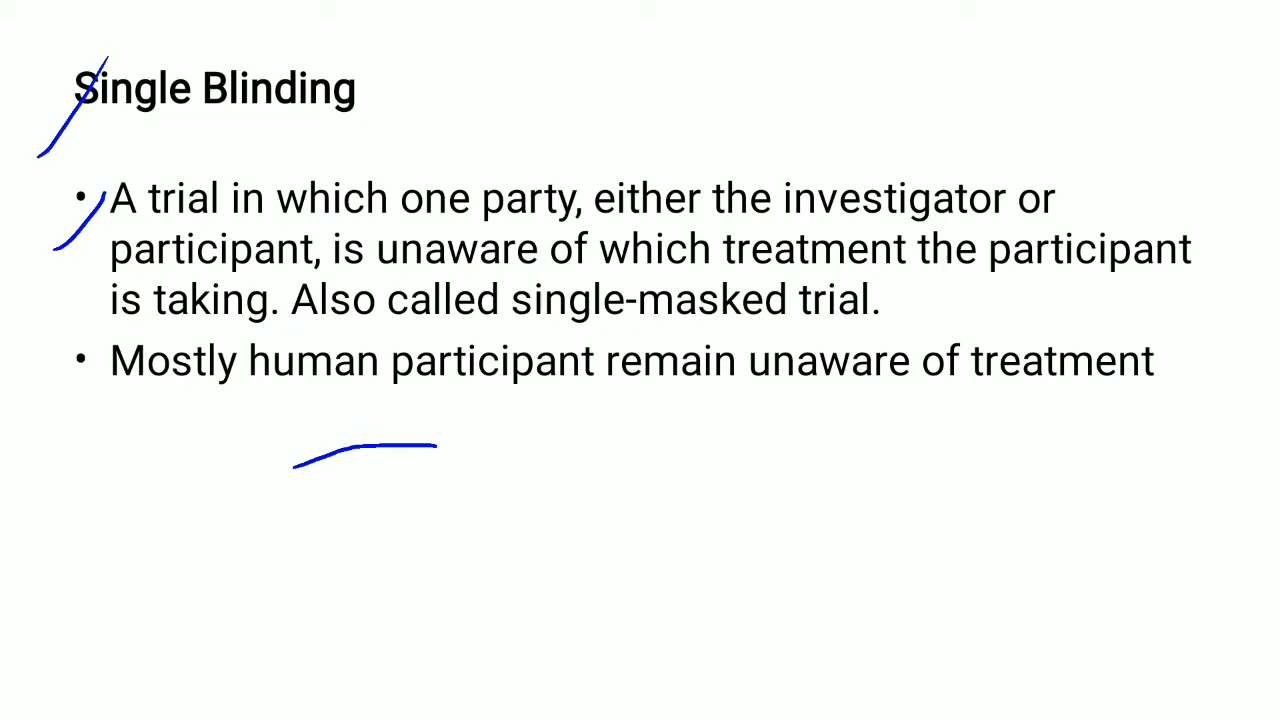 Single Blinding
• A trial in which one party, either the investigator or
participant, is unaware of which treatment the participant
is taking. Also called single-masked trial.
• Mostly human participant remain unaware of treatment